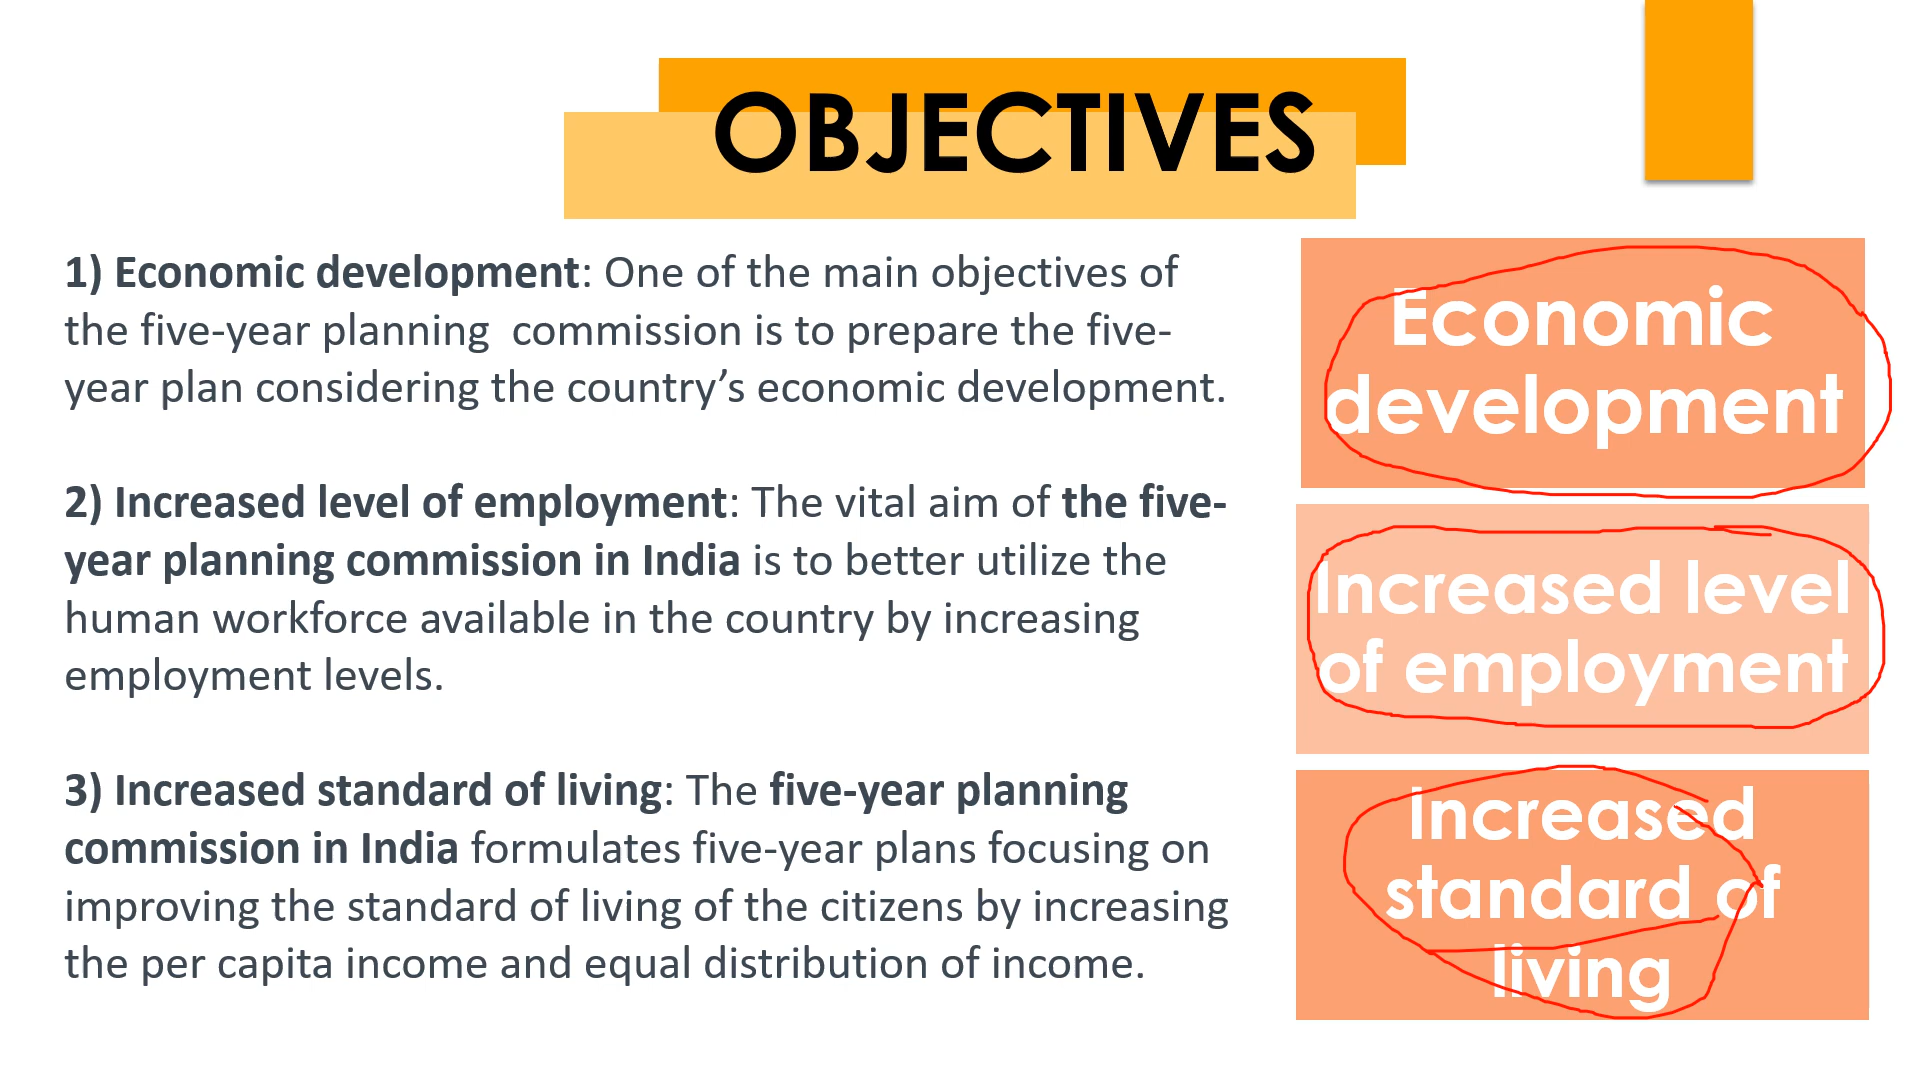 OBJECTIVES
1) Economic development: One of the main objectives of
the five-year planning  commission is to prepare the five-
year plan considering the country’s economic development.
2) Increased level of employment: The vital aim of the five-
year planning commission in India is to better utilize the
human workforce available in the country by increasing
employment levels.
3) Increased standard of living: The five-year planning
commission in India formulates five-year plans focusing on
improving the standard of living of the citizens by increasing
the per capita income and equal distribution of income.
Economic
development
Increased level
of employment
Increased
standard of
living